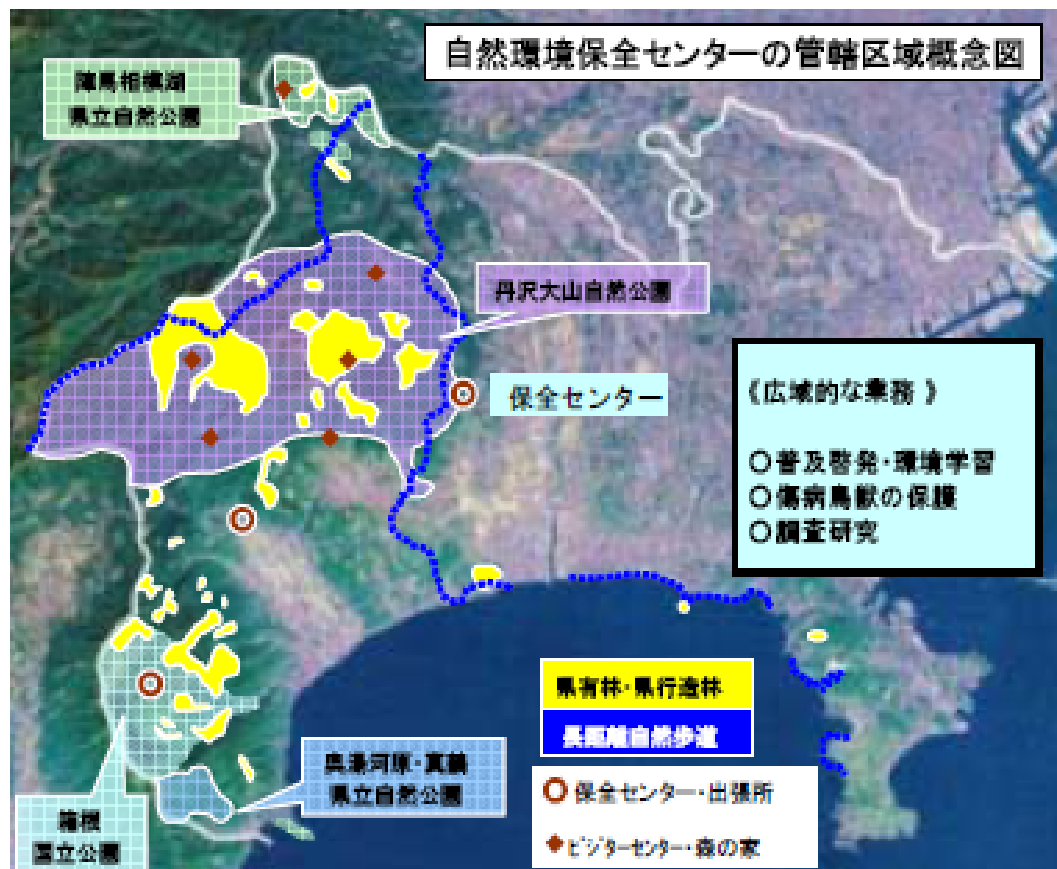 自然環境保全センターの管轄区域概念図
陣馬相模湖
県立自然公園
丹沢大山自然公園
保全センター
《広域的な業務 》
○普及啓発・環境学習
○傷病鳥獣の保護
○調査研究
県有林・県行造林
長距離自然歩道
奥湯河原・真鶴
県立自然公園
箱根
国立公園
保全センター・出張所
ビジターセンター・森の家